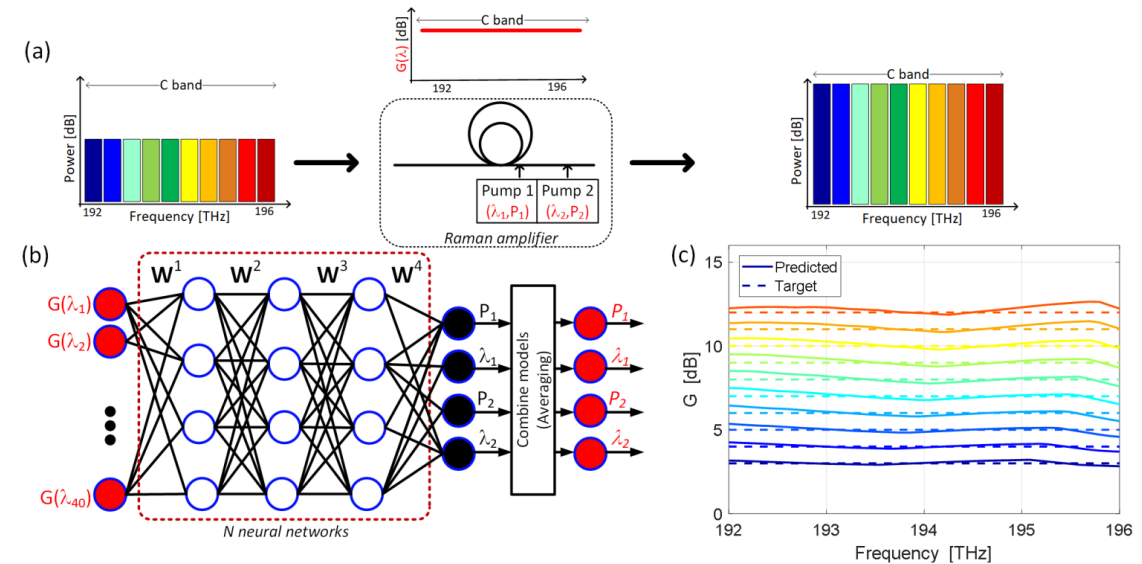 (a)
C band
Power [dB]
192
196
Frequency [THz]
C band
G(λ) [dB]
192
196
Pump 1
(λ₁,P₁)
Pump 2
(λ₂,P₂)
Raman amplifier
C band
Power [dB]
192
196
Frequency [THz]
(b)
W¹ W² W³ W⁴
G(λ₁)
G(λ₂)
G(λ₄₀)
N neural networks
P₁
λ₁
P₂
λ₂
Combine models
(Averaging)
P₁
λ₁
P₂
λ₂
(c)
Predicted
Target
G [dB]
15
10
5
0
192 193 194 195 196
Frequency [THz]